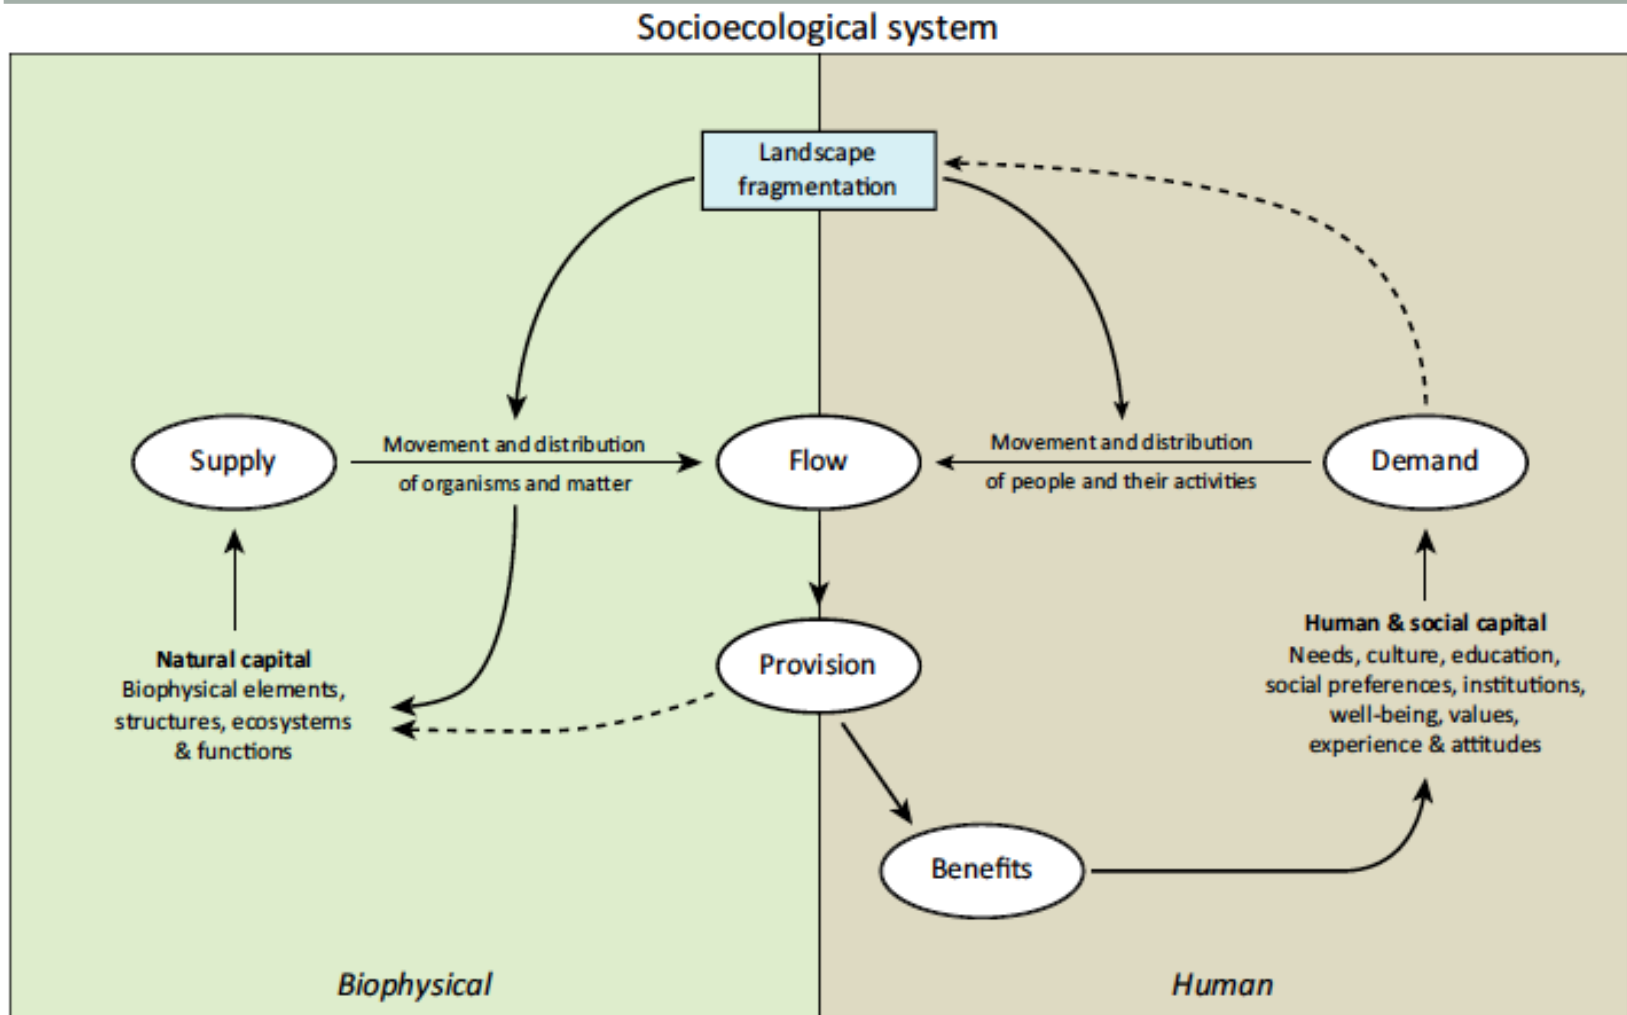 Socioecological system
Landscape
fragmentation
Supply
Movement and distribution
of organisms and matter
Flow
Movement and distribution
of people and their activities
Demand
Natural capital
Biophysical elements,
structures, ecosystems
& functions
Provision
Human & social capital
Needs, culture, education,
social preferences, institutions,
well-being, values,
experience & attitudes
Benefits
Biophysical
Human